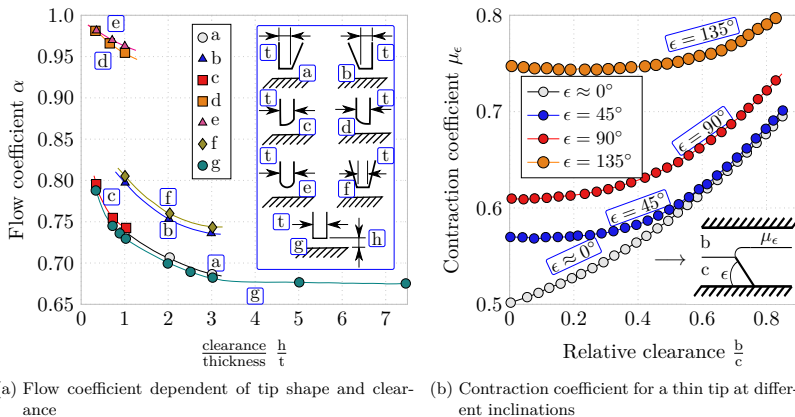 1.0
0.95
0.90
0.85
0.80
0.75
0.70
0.65
Flow coefficient α
0 1 2 3 4 5 6 7
clearance/thickness h/t
a
b
c
d
e
f
g
e
d
c
f
b
a
g
t t
a b
t t
c d
t t
e f
t
g h
0.8
0.7
0.6
0.5
Contraction coefficient μϵ
0 0.2 0.4 0.6 0.8
Relative clearance b/c
ϵ ≈ 0°
ϵ = 45°
ϵ = 90°
ϵ = 135°
ϵ = 135°
ϵ = 90°
ϵ = 45°
ϵ ≈ 0°
b μϵ
c ϵ
a) Flow coefficient dependent of tip shape and clear-
ance
(b) Contraction coefficient for a thin tip at differ-
ent inclinations